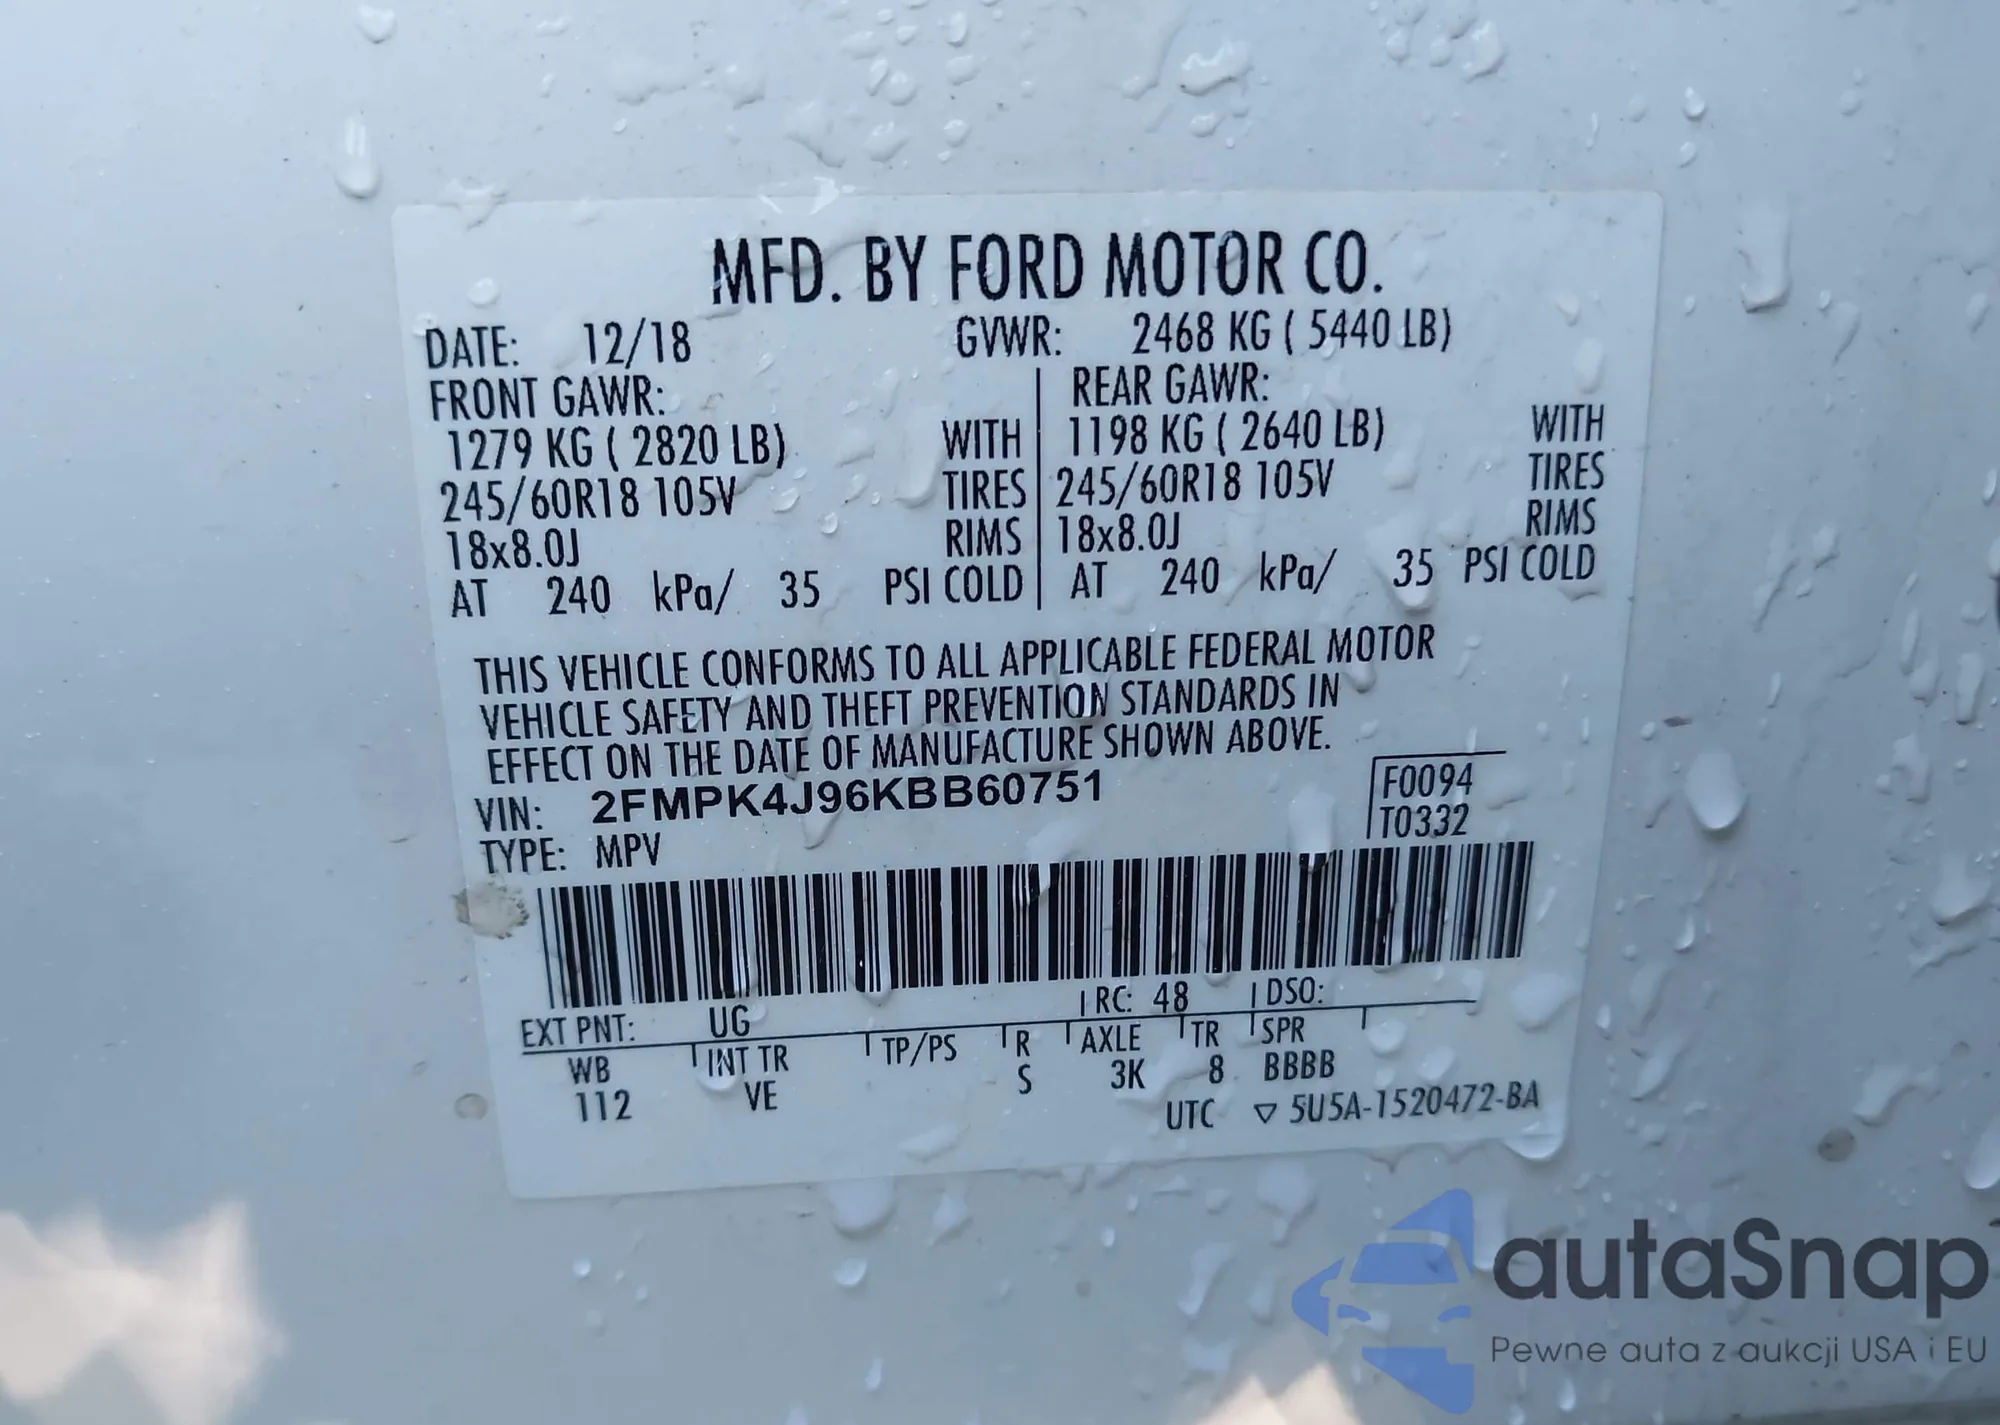 MFD. BY FORD MOTOR CO.
DATE: 12/18 GVWR: 2468 KG ( 5440 LB)
FRONT GAWR: REAR GAWR:
1279 KG ( 2820 LB) WITH 1198 KG ( 2640 LB) WITH
245/60R18 105V TIRES 245/60R18 105V TIRES
18x8.0J RIMS 18x8.0J RIMS
AT 240 kPa/ 35 PSI COLD AT 240 kPa/ 35 PSI COLD
THIS VEHICLE CONFORMS TO ALL APPLICABLE FEDERAL MOTOR
VEHICLE SAFETY AND THEFT PREVENTION STANDARDS IN
EFFECT ON THE DATE OF MANUFACTURE SHOWN ABOVE.
VIN: 2FMPK4J96KBB60751 F0094
TYPE: MPV T0332
EXT PNT: UG RC: 48 DSO:
WB INT TR TP/PS R AXLE TR SPR
112 VE S 3K 8 BBBB
UTC ▽ 5U5A-1520472-BA
autaSnap
Pewne auta z aukcji USA i EU